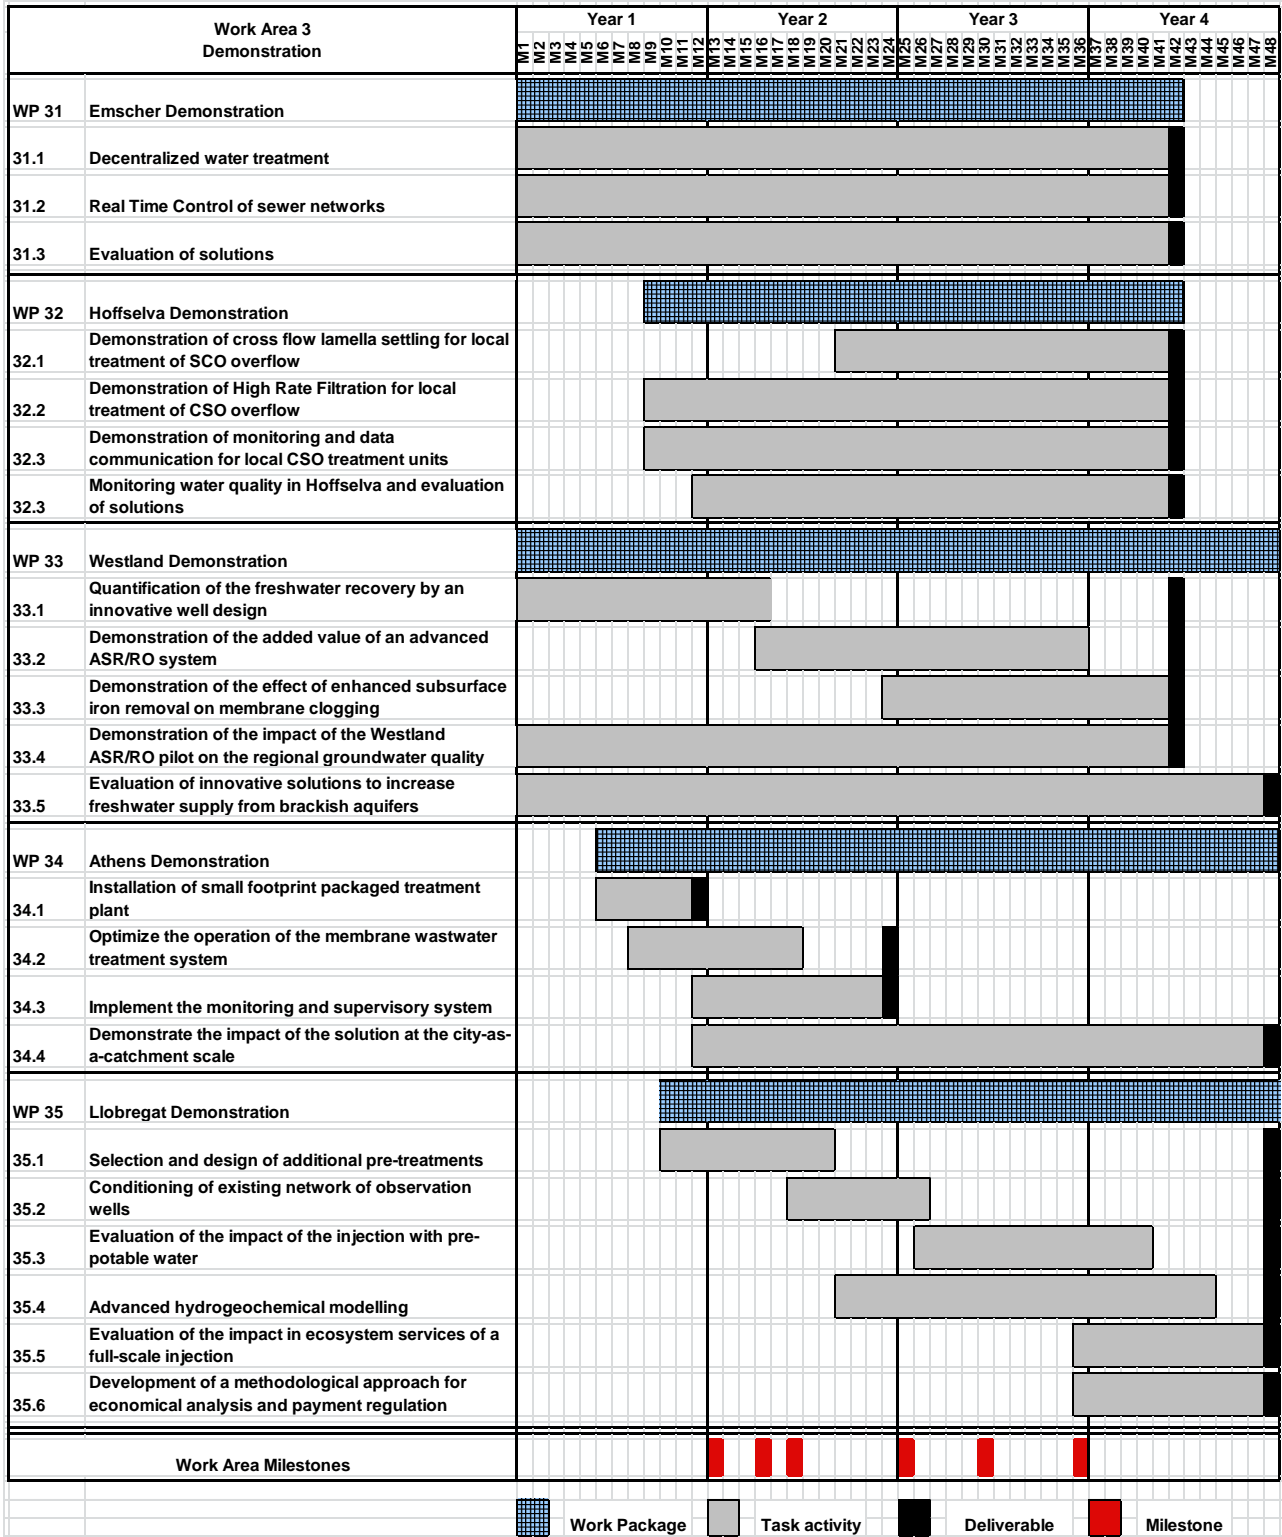 Work Area 3
Demonstration
Year 1 Year 2 Year 3 Year 4
M1 M2 M3 M4 M5 M6 M7 M8 M9 M10 M11 M12 M13 M14 M15 M16 M17 M18 M19 M20 M21 M22 M23 M24 M25 M26 M27 M28 M29 M30 M31 M32 M33 M34 M35 M36 M37 M38 M39 M40 M41 M42 M43 M44 M45 M46 M47 M48
WP 31 Emscher Demonstration
31.1 Decentralized water treatment
31.2 Real Time Control of sewer networks
31.3 Evaluation of solutions
WP 32 Hoffselva Demonstration
Demonstration of cross flow lamella settling for local
32.1 treatment of SCO overflow
Demonstration of High Rate Filtration for local
32.2 treatment of CSO overflow
Demonstration of monitoring and data
32.3 communication for local CSO treatment units
Monitoring water quality in Hoffselva and evaluation
32.3 of solutions
WP 33 Westland Demonstration
Quantification of the freshwater recovery by an
33.1 innovative well design
Demonstration of the added value of an advanced
33.2 ASR/RO system
Demonstration of the effect of enhanced subsurface
33.3 iron removal on membrane clogging
Demonstration of the impact of the Westland
33.4 ASR/RO pilot on the regional groundwater quality
Evaluation of innovative solutions to increase
33.5 freshwater supply from brackish aquifers
WP 34 Athens Demonstration
Installation of small footprint packaged treatment
34.1 plant
Optimize the operation of the membrane wastwater
34.2 treatment system
34.3 Implement the monitoring and supervisory system
Demonstrate the impact of the solution at the city-as-
34.4 a-catchment scale
WP 35 Llobregat Demonstration
35.1 Selection and design of additional pre-treatments
Conditioning of existing network of observation
35.2 wells
Evaluation of the impact of the injection with pre-
35.3 potable water
35.4 Advanced hydrogeochemical modelling
Evaluation of the impact in ecosystem services of a
35.5 full-scale injection
Development of a methodological approach for
35.6 economical analysis and payment regulation
Work Area Milestones
Work Package Task activity Deliverable Milestone